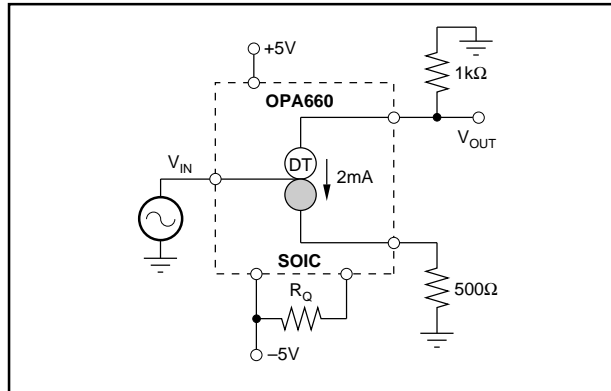 +5V
1kΩ
OPA660
V_OUT
V_IN
DT
2mA
SOIC
R_Q
500Ω
–5V